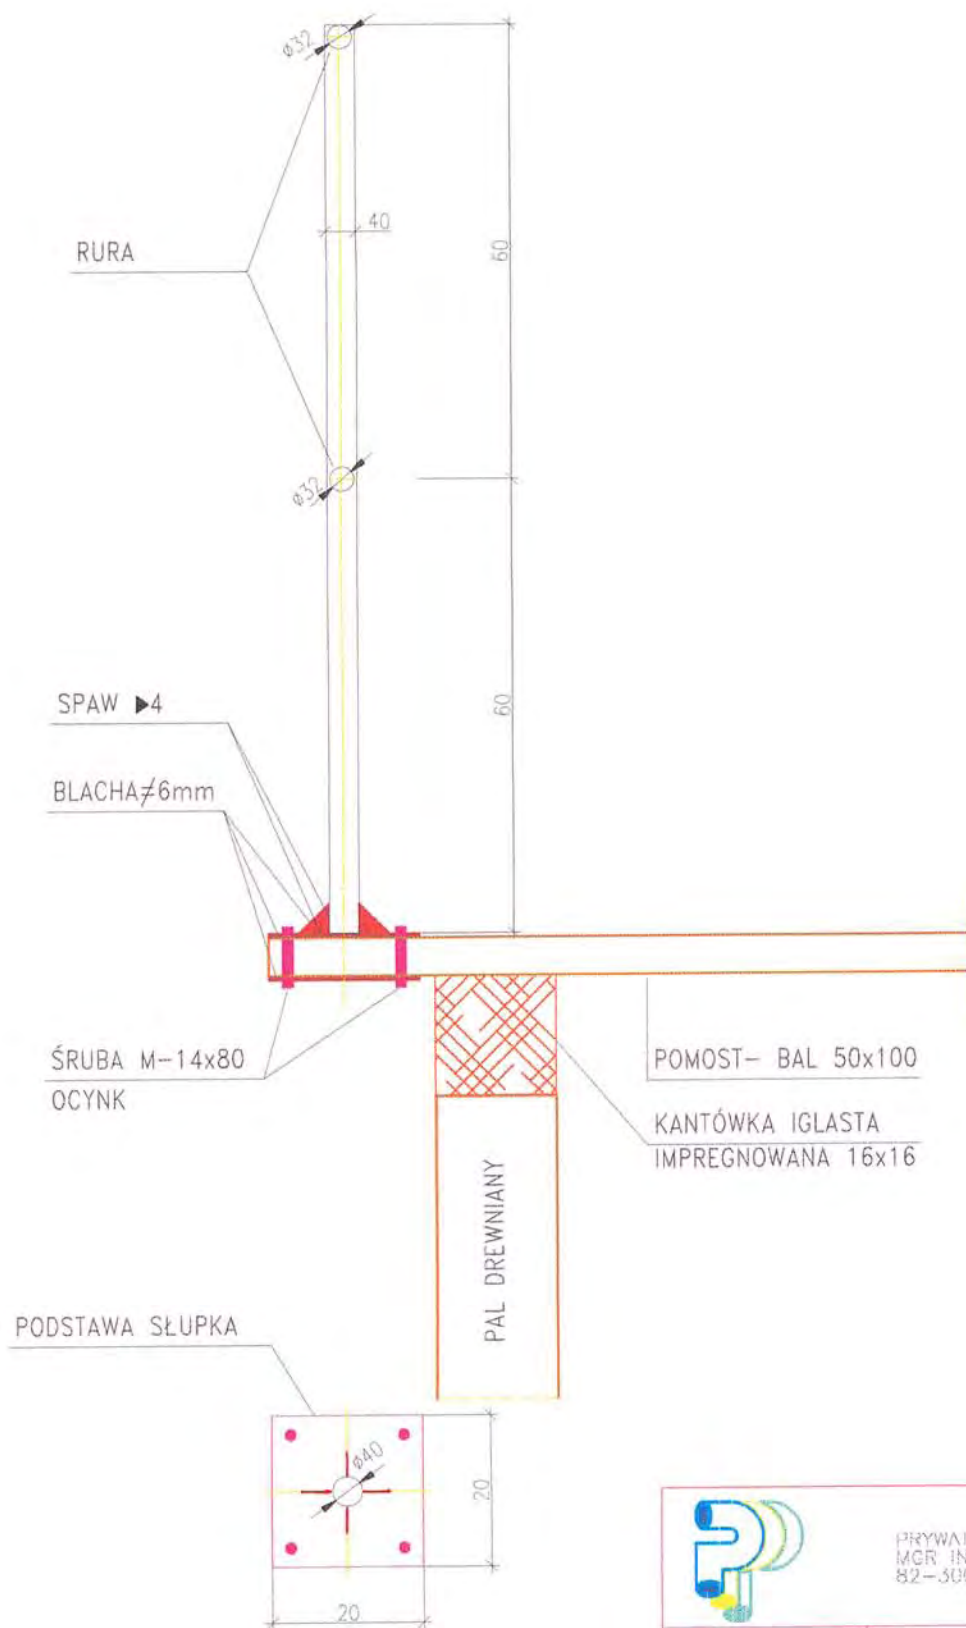 ø32
40
RURA
60
ø32
SPAW ▶4
60
BLACHA≠6mm
ŚRUBA M-14x80
OCYNK
POMOST- BAL 50x100
KANTÓWKA IGLASTA
IMPREGNOWANA 16x16
PAL DREWNIANY
PODSTAWA SŁUPKA
ø40
20
20
MGR